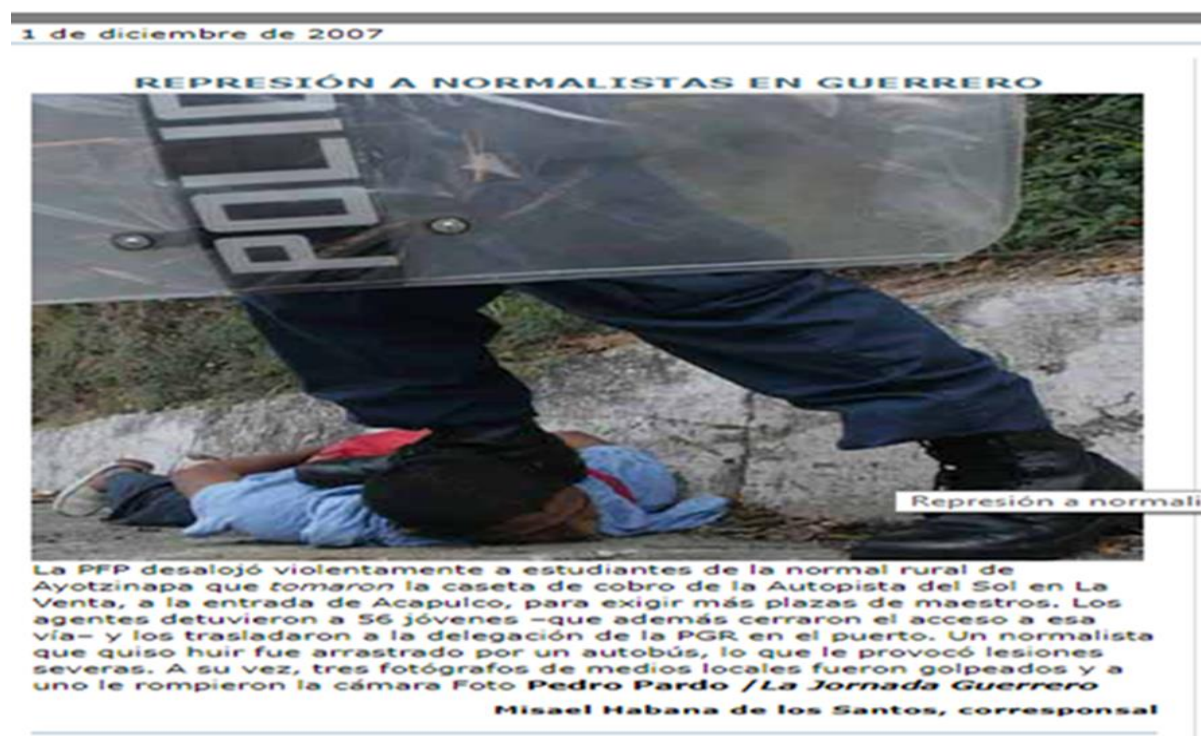 1 de diciembre de 2007
REPRESIÓN A NORMALISTAS EN GUERRERO
POLIC
La PFP desalojó violentamente a estudiantes de la normal rural de
Ayotzinapa que tomaron la caseta de cobro de la Autopista del Sol en La
Venta, a la entrada de Acapulco, para exigir más plazas de maestros. Los
agentes detuvieron a 56 jóvenes –que además cerraron el acceso a esa
vía– y los trasladaron a la delegación de la PGR en el puerto. Un normalista
que quiso huir fue arrastrado por un autobús, lo que le provocó lesiones
severas. A su vez, tres fotógrafos de medios locales fueron golpeados y a
uno le rompieron la cámara Foto Pedro Pardo /La Jornada Guerrero
Misael Habana de los Santos, corresponsal
Represión a normali